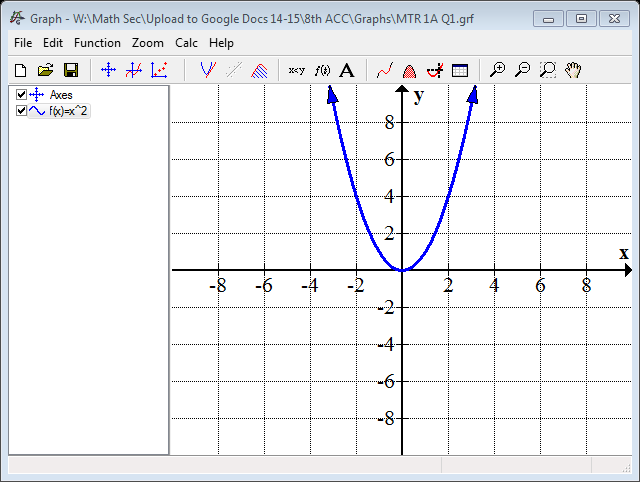 Graph - W:\Math Sec\Upload to Google Docs 14-15\8th ACC\Graphs\MTR 1A Q1.grf
File Edit Function Zoom Calc Help
x=y f(x) A
Axes
f(x)=x^2
y
8
6
4
2
x
-8 -6 -4 -2 2 4 6 8
-2
-4
-6
-8